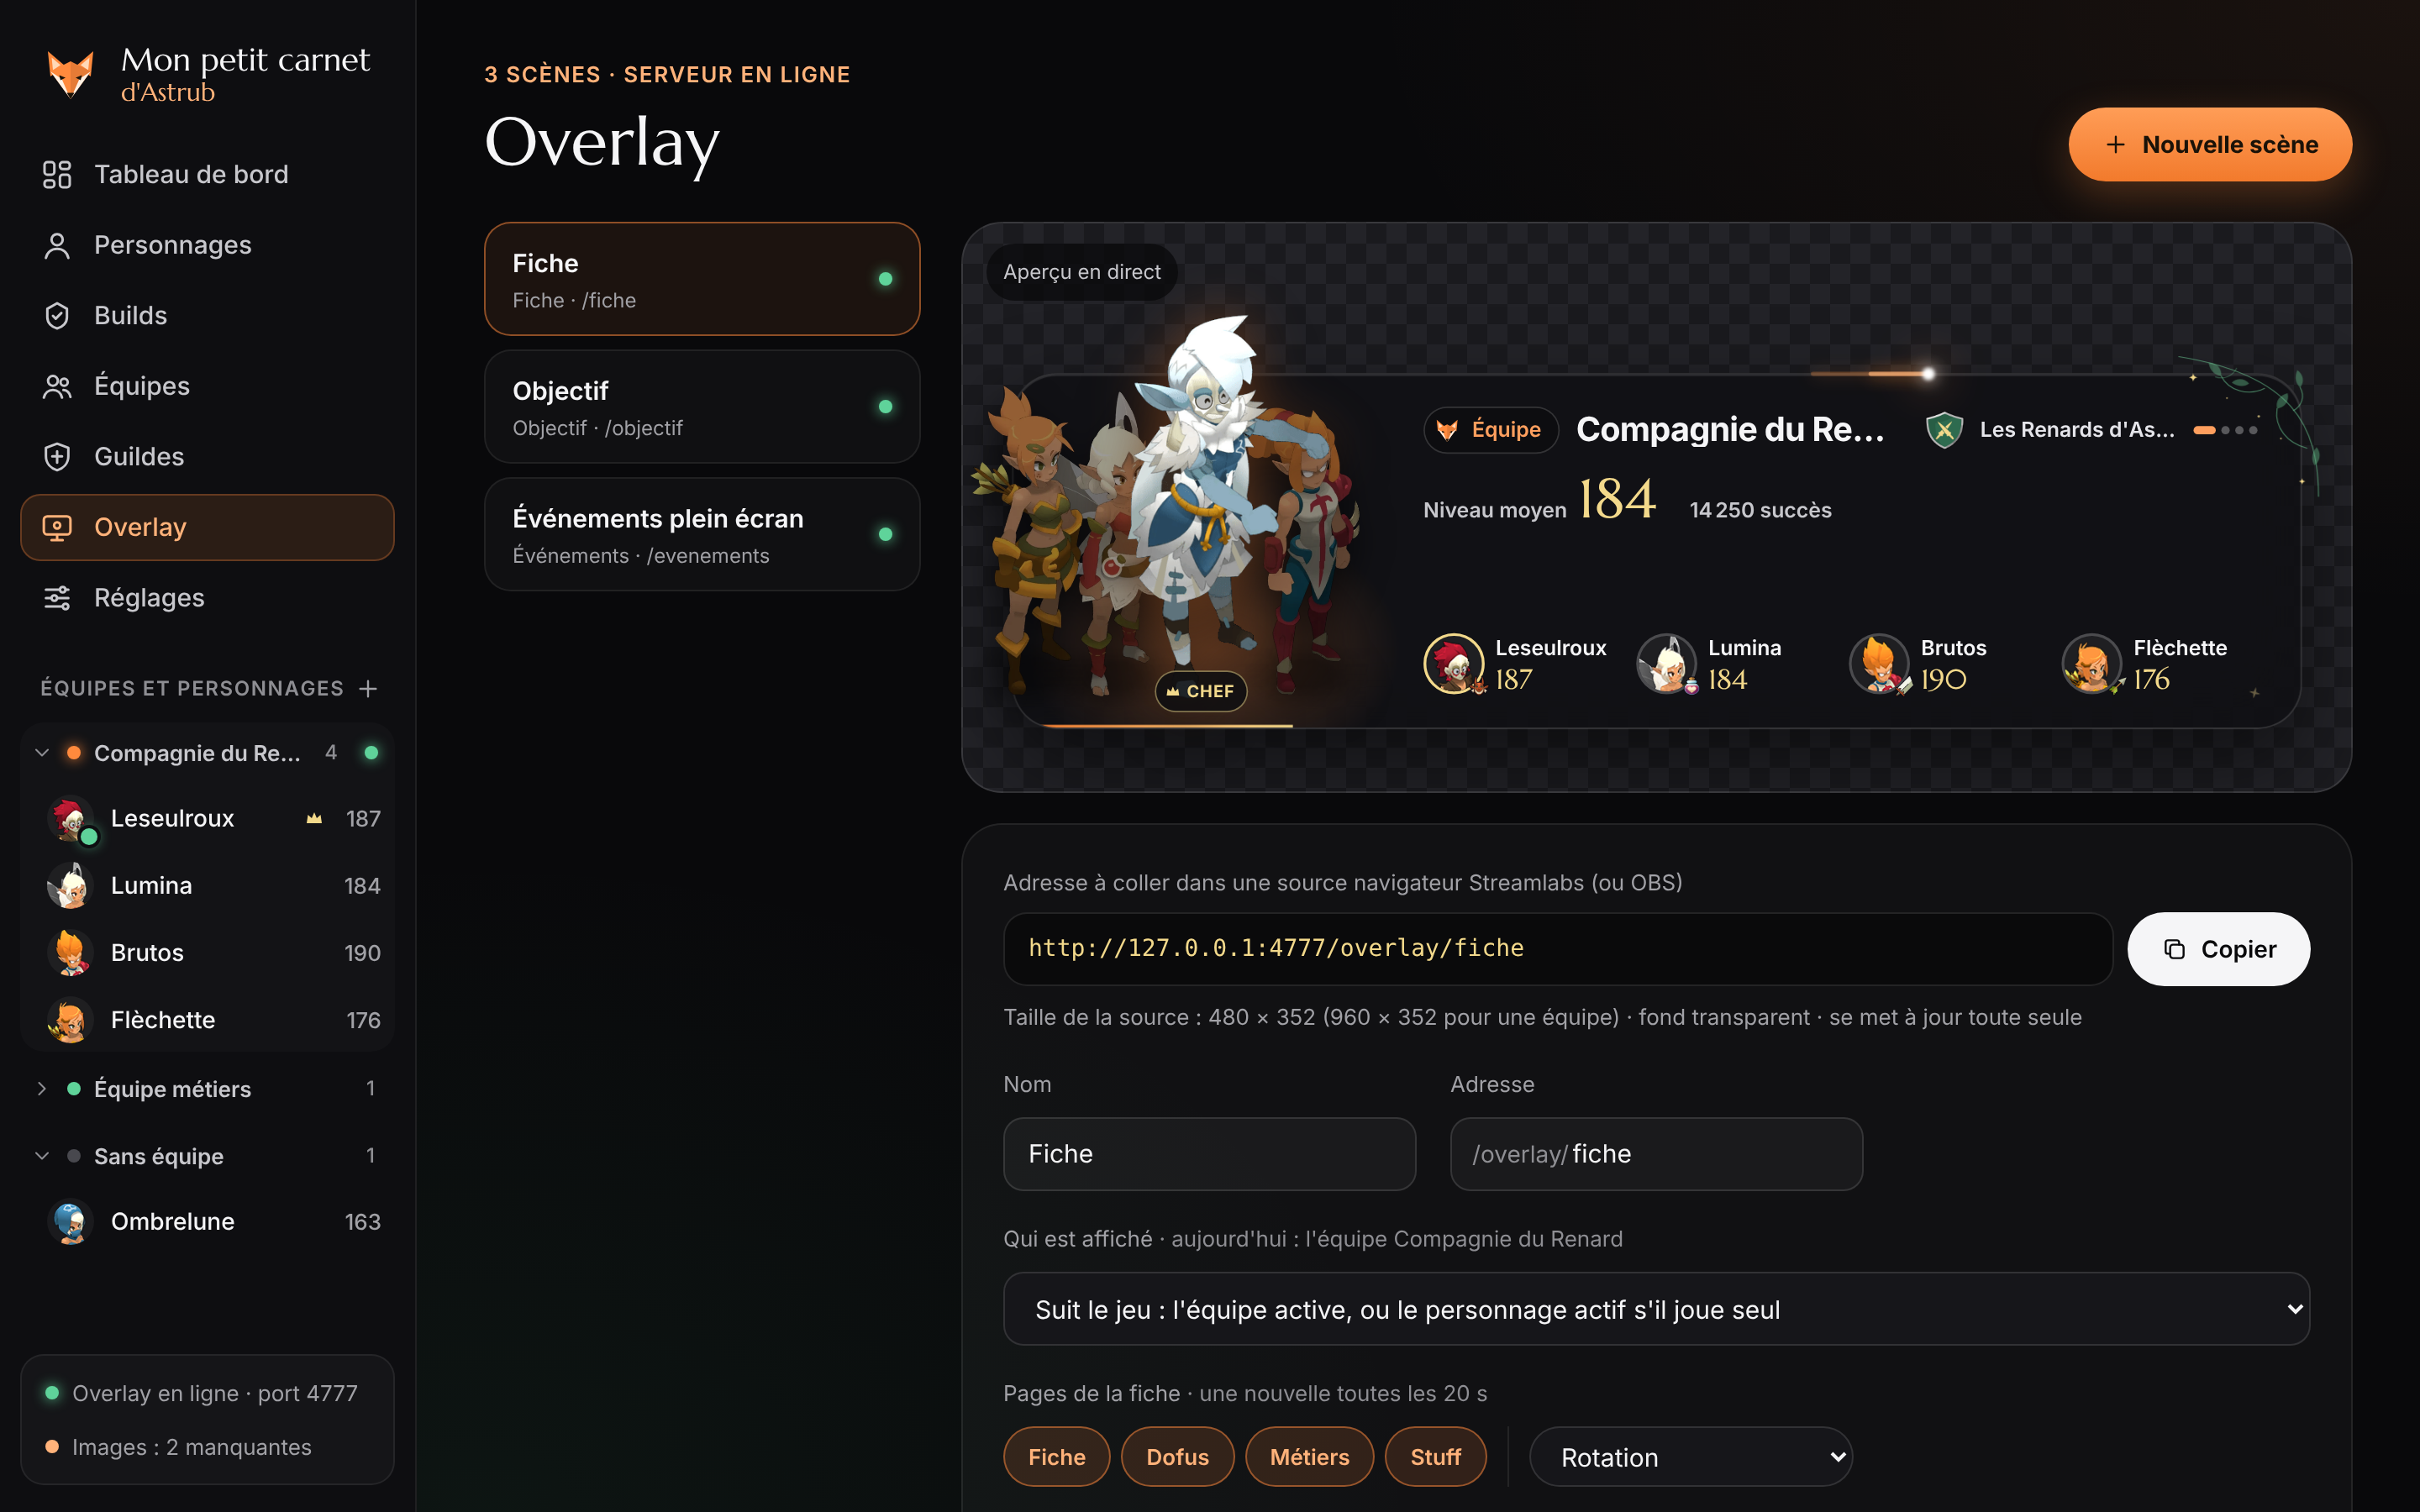 Mon petit carnet
d'Astrub
Tableau de bord
Personnages
Builds
Équipes
Guildes
Overlay
Réglages
ÉQUIPES ET PERSONNAGES
Compagnie du Re... 4
Leseulroux 187
Lumina 184
Brutos 190
Flèchette 176
Équipe métiers 1
Sans équipe 1
Ombrelune 163
Overlay en ligne · port 4777
Images : 2 manquantes
3 SCÈNES · SERVEUR EN LIGNE
Overlay
Nouvelle scène
Fiche
Fiche · /fiche
Objectif
Objectif · /objectif
Événements plein écran
Événements · /evenements
Aperçu en direct
Équipe Compagnie du Re... Les Renards d'As...
Niveau moyen 184 14 250 succès
Leseulroux
187
Lumina
184
Brutos
190
Flèchette
176
CHEF
Adresse à coller dans une source navigateur Streamlabs (ou OBS)
http://127.0.0.1:4777/overlay/fiche
Copier
Taille de la source : 480 × 352 (960 × 352 pour une équipe) · fond transparent · se met à jour toute seule
Nom
Fiche
Adresse
/overlay/ fiche
Qui est affiché · aujourd'hui : l'équipe Compagnie du Renard
Suit le jeu : l'équipe active, ou le personnage actif s'il joue seul
Pages de la fiche · une nouvelle toutes les 20 s
Fiche Dofus Métiers Stuff Rotation